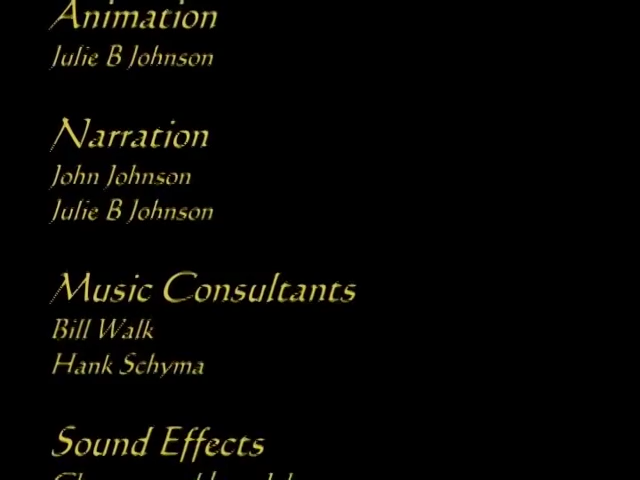 Animation
Julie B Johnson
Narration
John Johnson
Julie B Johnson
Music Consultants
Bill Walk
Hank Schyma
Sound Effects